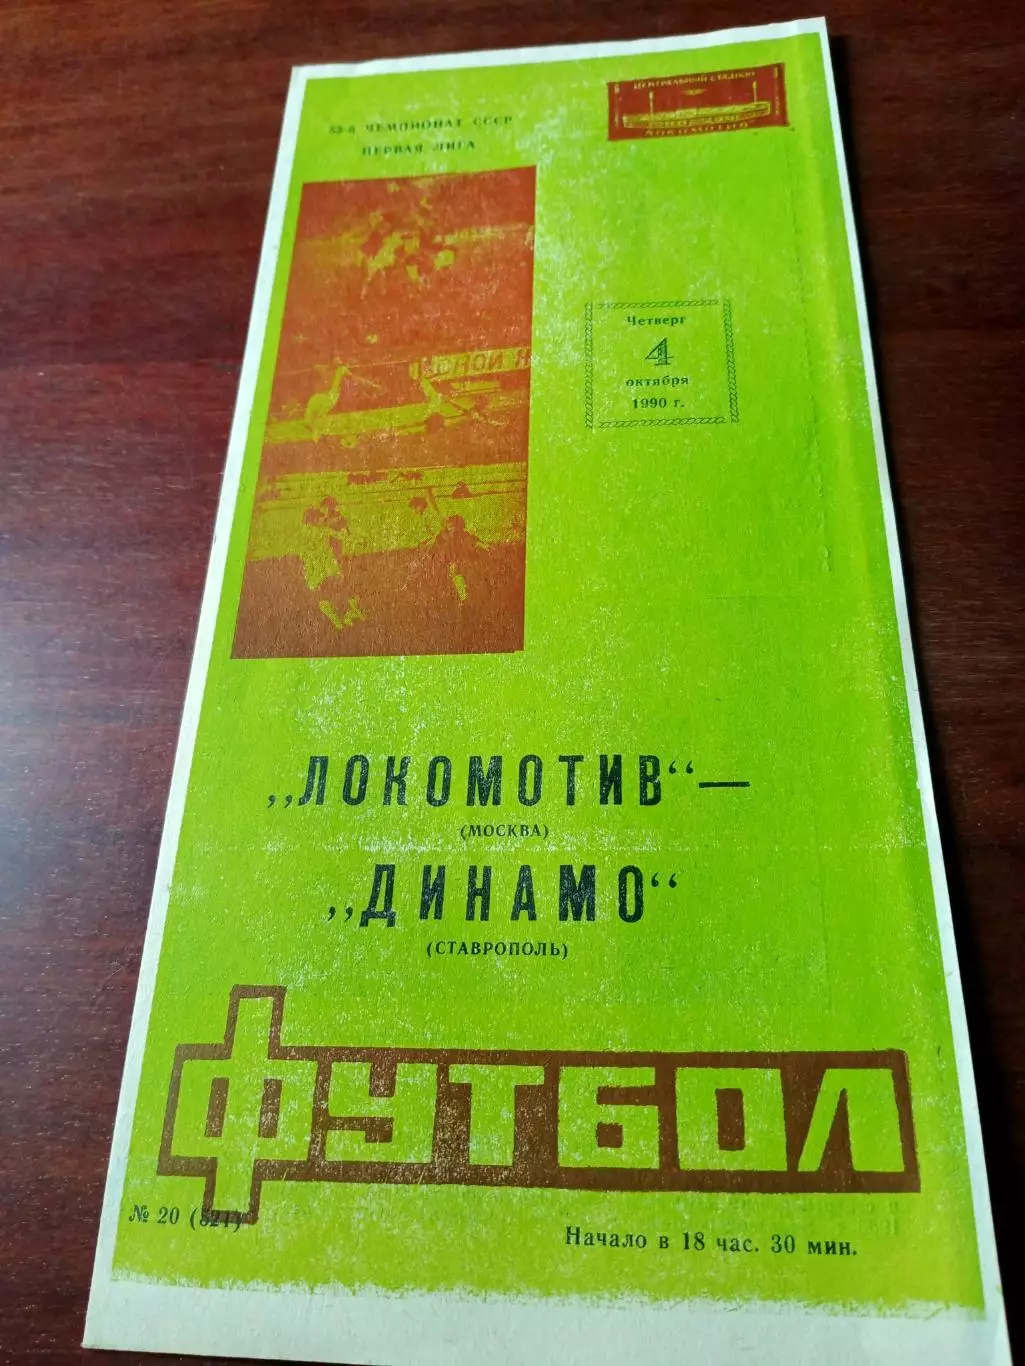 53-й ЧЕМПИОНАТ СССР
ПЕРВАЯ ЛИГА
ЦЕНТРАЛЬНЫЙ СТАДИОН
ЛОКОМОТИВ
Четверг
4
октября
1990 г.
„ЛОКОМОТИВ“ —
(МОСКВА)
„ДИНАМО“
(СТАВРОПОЛЬ)
ФУТБОЛ
№ 20 (521)
Начало в 18 час. 30 мин.